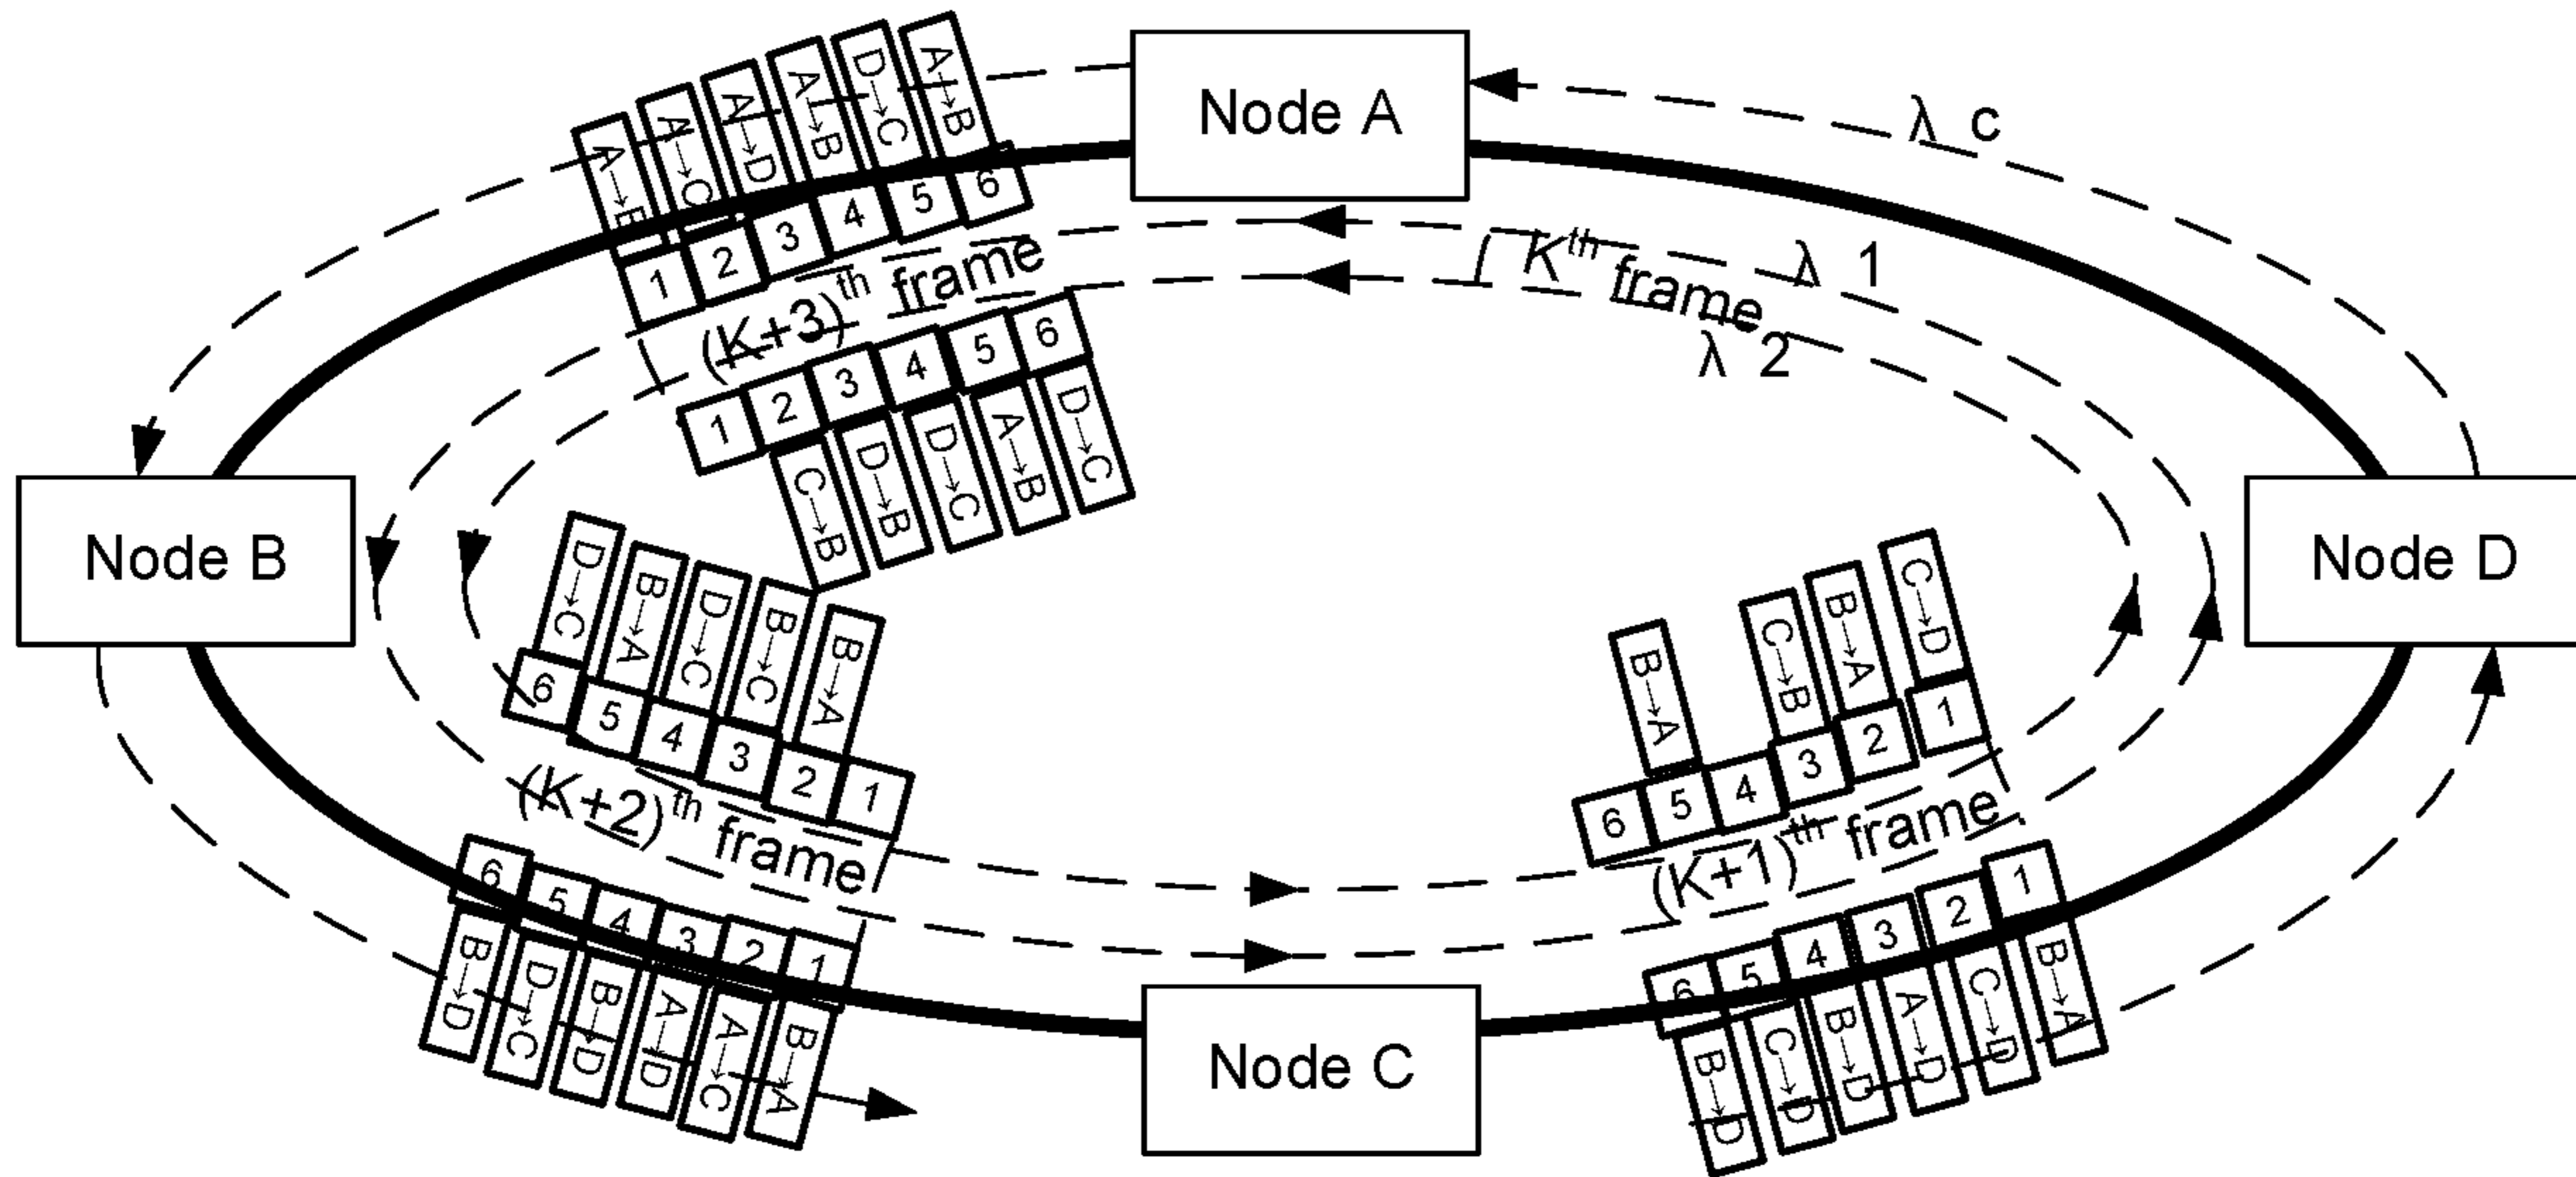 Node A
λ c
λ 1
Kth frame
λ 2
A→B
A→C
A→D
A→B
D→C
A→B
1 2 3 4 5 6
(K+3)th frame
1 2 3 4 5 6
C→B
D→B
D→C
A→B
D→C
Node B
Node D
D→C
B→A
D→C
B→C
B→A
6 5 4 3 2 1
(K+2)th frame
6 5 4 3 2 1
B→D
D→C
B→D
A→D
A→C
B→A
B→A
C→B
B→A
C→D
6 5 4 3 2 1
(K+1)th frame
6 5 4 3 2 1
B→D
C→D
B→D
A→D
C→D
B→A
Node C